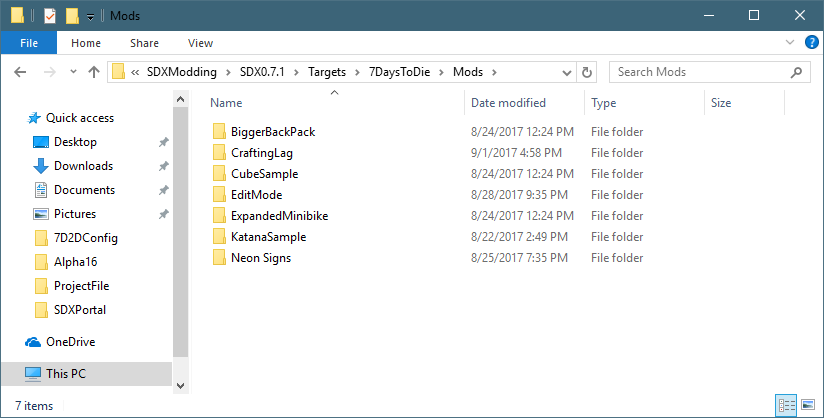 Mods
File Home Share View
« SDXModding > SDX0.7.1 > Targets > 7DaysToDie > Mods > Search Mods
Name Date modified Type Size
Quick access
Desktop
Downloads
Documents
Pictures
7D2DConfig
Alpha16
ProjectFile
SDXPortal
OneDrive
This PC
BiggerBackPack 8/24/2017 12:24 PM File folder
CraftingLag 9/1/2017 4:58 PM File folder
CubeSample 8/24/2017 12:24 PM File folder
EditMode 8/28/2017 9:35 PM File folder
ExpandedMinibike 8/24/2017 12:24 PM File folder
KatanaSample 8/22/2017 2:49 PM File folder
Neon Signs 8/25/2017 7:35 PM File folder
7 items